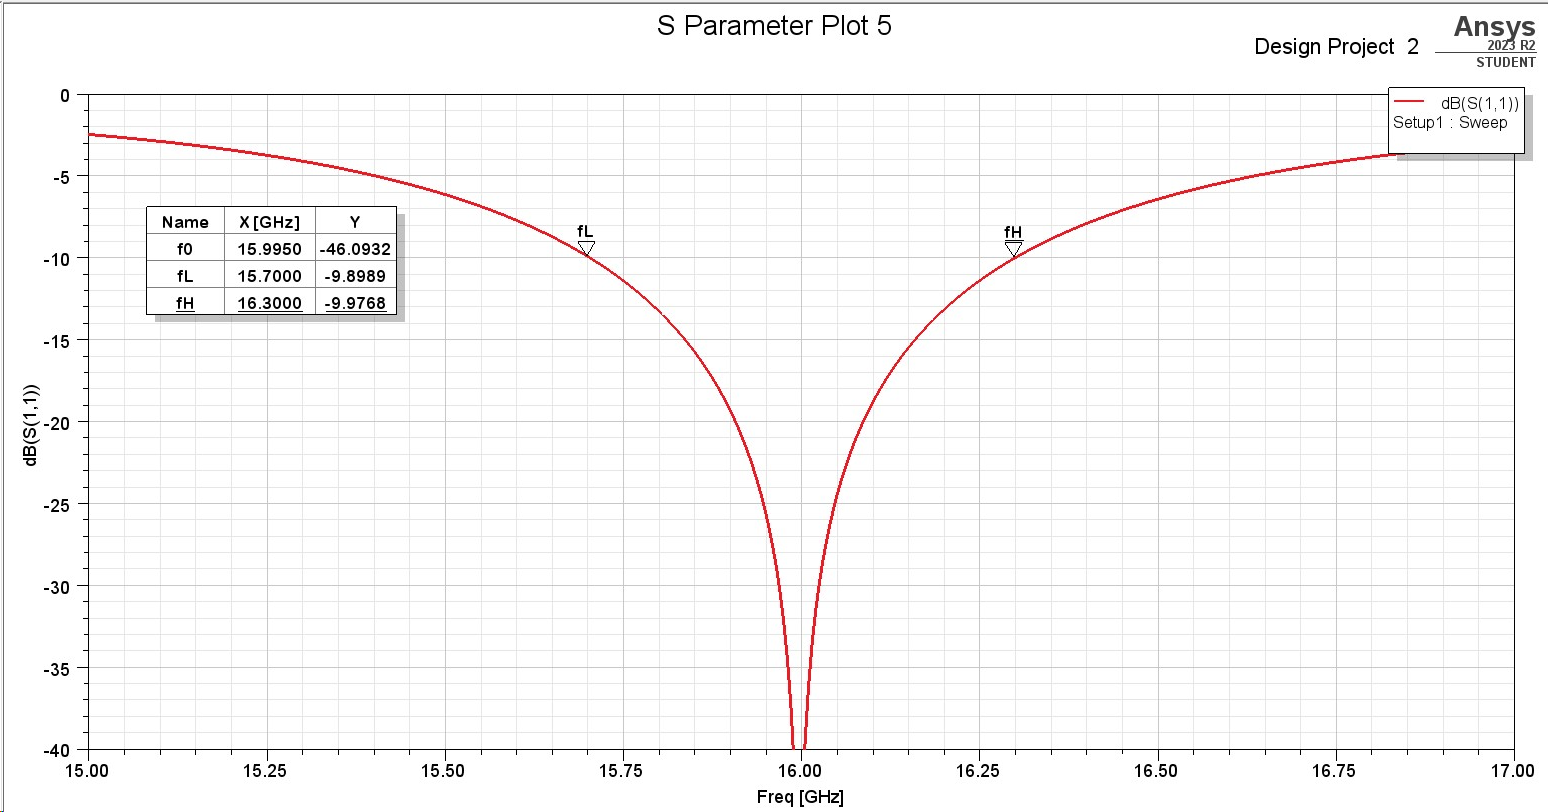 S Parameter Plot 5
Design Project 2
Ansys
2023 R2
STUDENT
dB(S(1,1))
Setup1 : Sweep
Name X [GHz] Y
f0 15.9950 -46.0932
fL 15.7000 -9.8989
fH 16.3000 -9.9768
fL
fH
dB(S(1,1))
0
-5
-10
-15
-20
-25
-30
-35
-40
15.00 15.25 15.50 15.75 16.00 16.25 16.50 16.75 17.00
Freq [GHz]